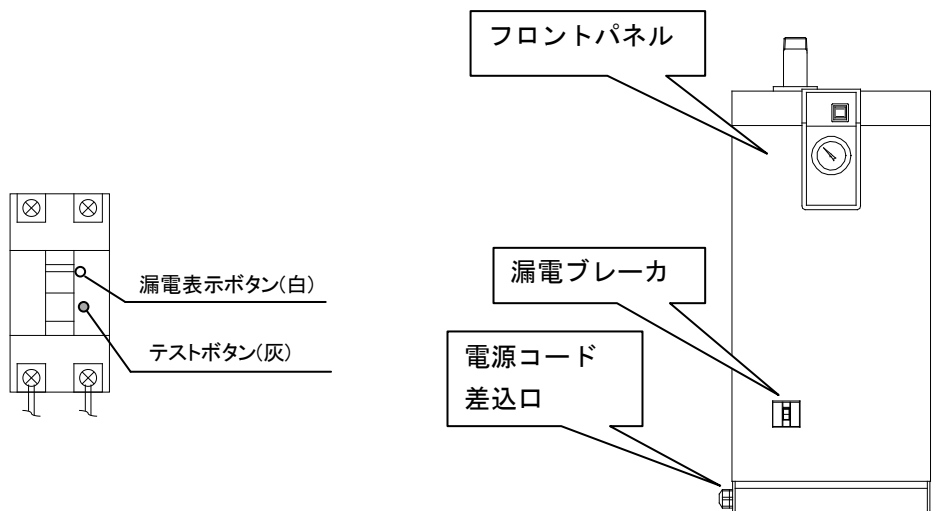 フロントパネル
漏電表示ボタン(白)
テストボタン(灰)
漏電ブレーカ
電源コード
差込口